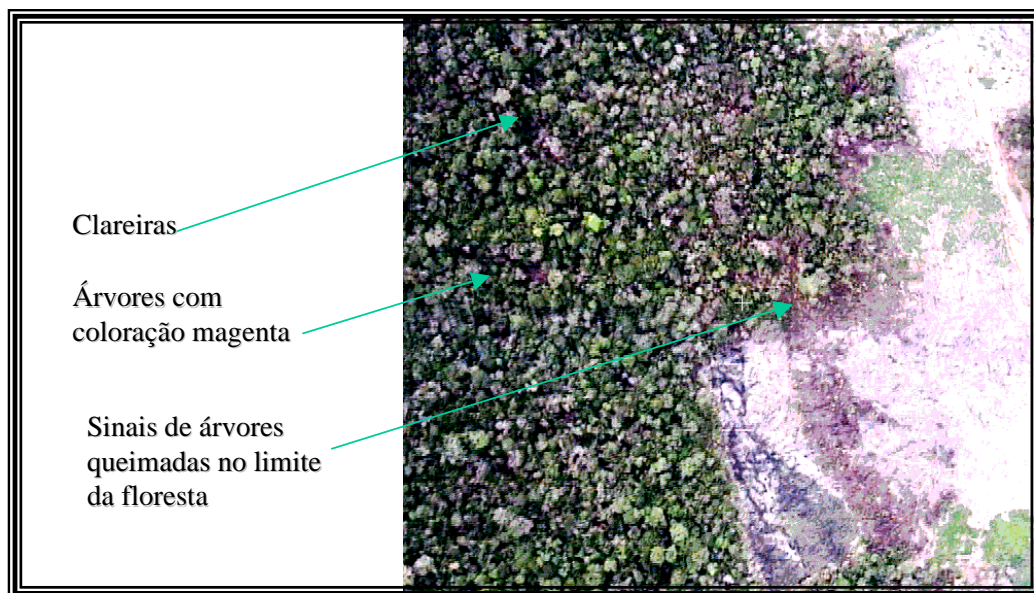 Clareiras
Árvores com
coloração magenta
Sinais de árvores
queimadas no limite
da floresta